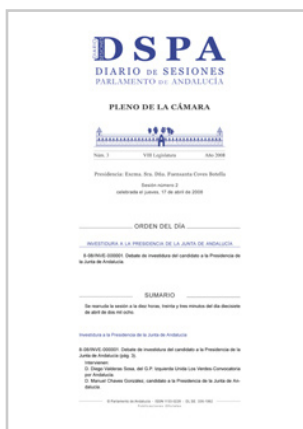 DIARIO
DSPA
DIARIO DE SESIONES
PARLAMENTO DE ANDALUCÍA
PLENO DE LA CÁMARA
Núm. 2 VIII Legislatura Año 2008
Presidencia: Excma. Sra. Dña. Fuensanta Coves Botella
Sesión número 2
celebrada el jueves, 17 de abril de 2008
ORDEN DEL DÍA
INVESTIDURA A LA PRESIDENCIA DE LA JUNTA DE ANDALUCÍA
8-08/INVE-000001. Debate de investidura del candidato a la Presidencia de
la Junta de Andalucía.
SUMARIO
Se reanuda la sesión a la diez horas, treinta y tres minutos del día diecisiete
de abril de dos mil ocho.
Investidura a la Presidencia de la Junta de Andalucía
8-08/INVE-000001. Debate de investidura del candidato a la Presidencia de la
Junta de Andalucía (pág. 3).
Intervienen:
D. Diego Valderas Sosa, del G.P. Izquierda Unida Los Verdes-Convocatoria
por Andalucía.
D. Manuel Chaves González, candidato a la Presidencia de la Junta de An-
dalucía.